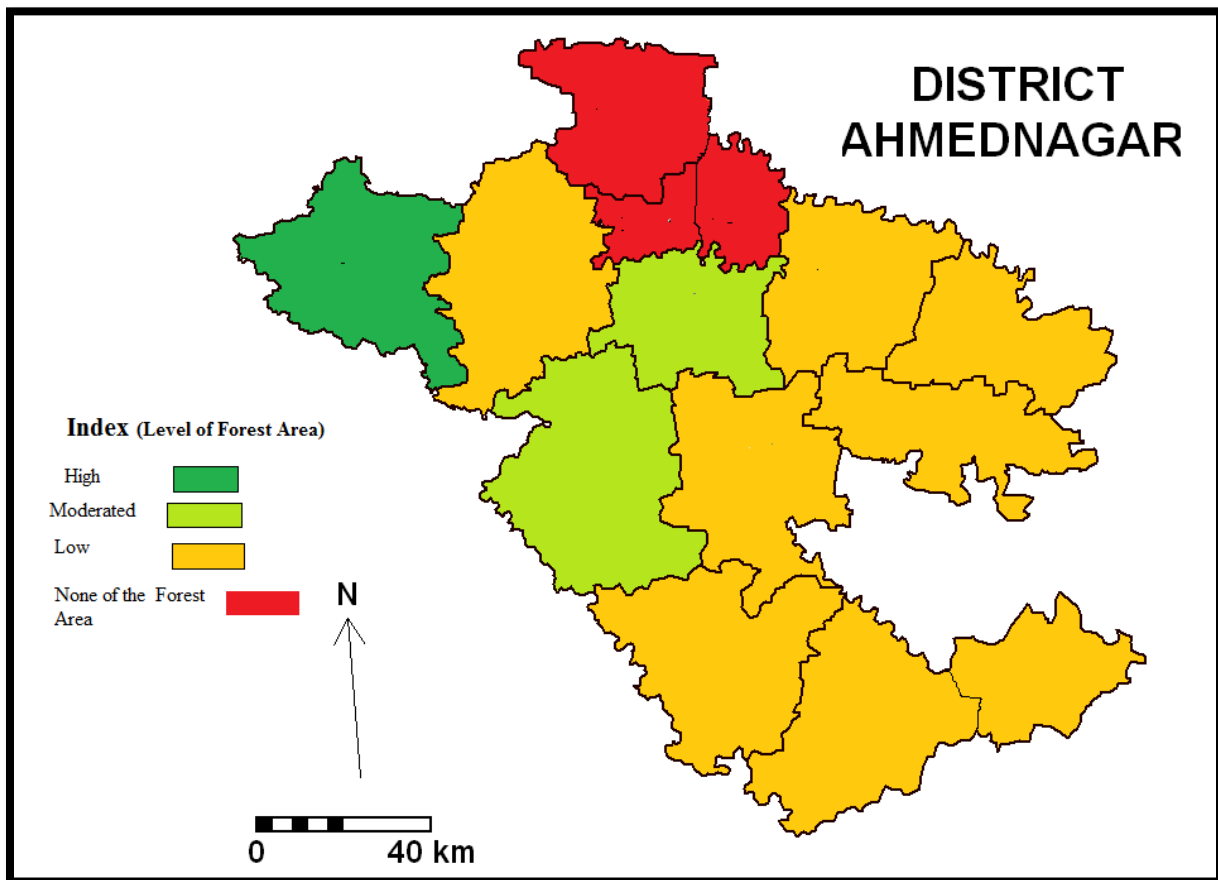 DISTRICT
AHMEDNAGAR
Index (Level of Forest Area)
High
Moderated
Low
None of the Forest
Area
N
0 40 km